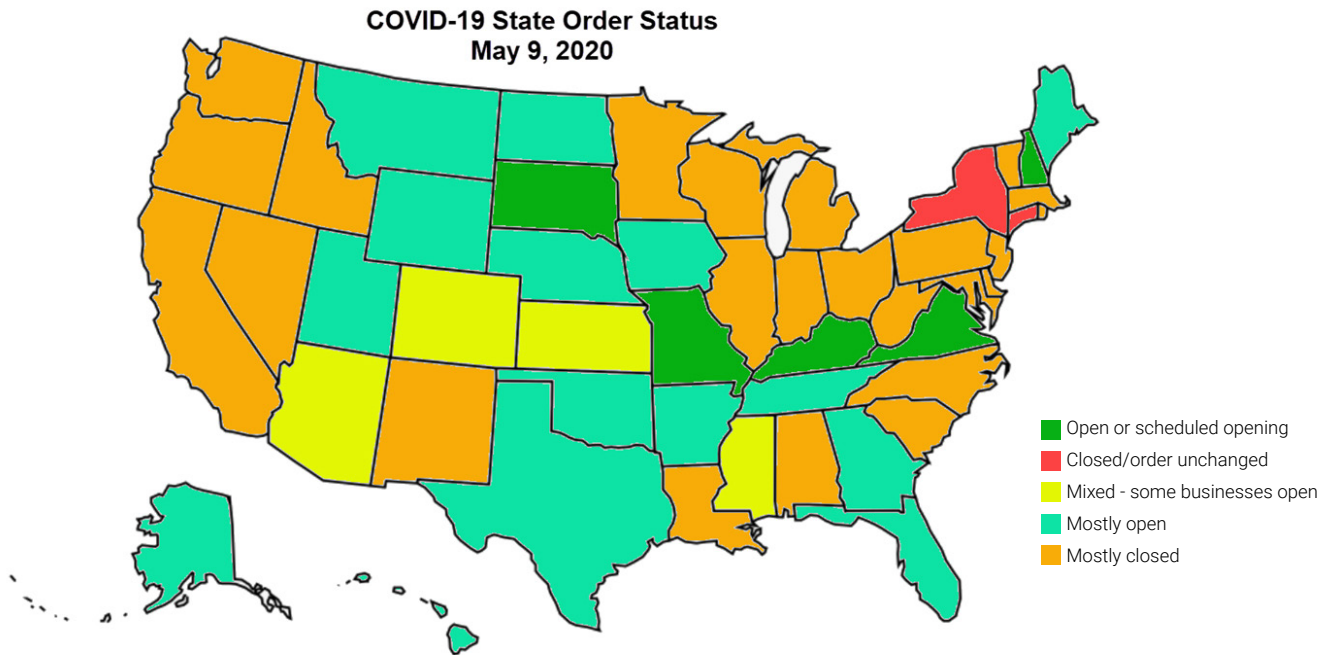 COVID-19 State Order Status
May 9, 2020
Open or scheduled opening
Closed/order unchanged
Mixed - some businesses open
Mostly open
Mostly closed